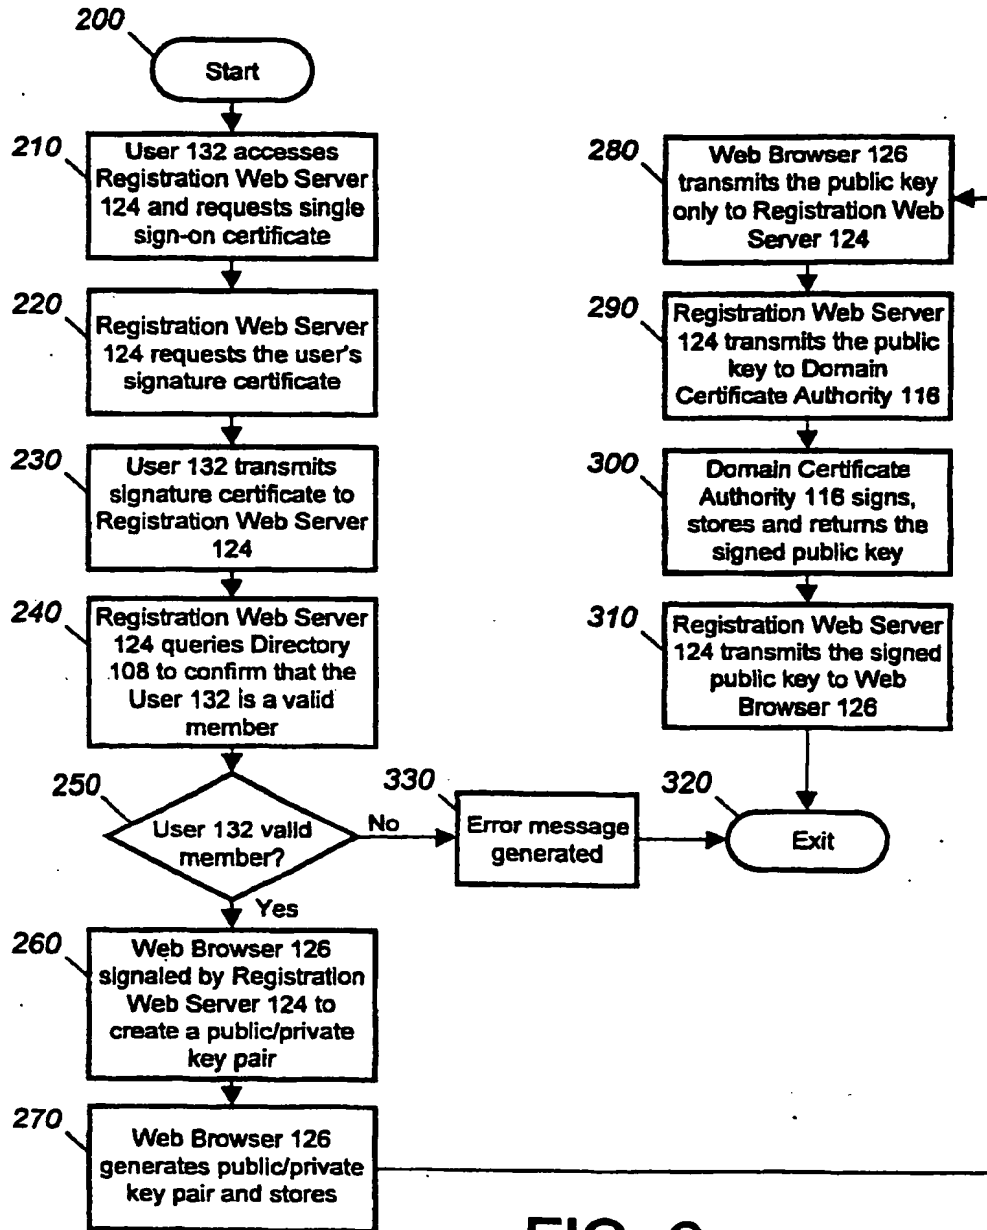 200
Start
210
User 132 accesses
Registration Web Server
124 and requests single
sign-on certificate
220
Registration Web Server
124 requests the user's
signature certificate
230
User 132 transmits
signature certificate to
Registration Web Server
124
240
Registration Web Server
124 queries Directory
108 to confirm that the
User 132 is a valid
member
250
User 132 valid
member?
No
Yes
330
Error message
generated
320
Exit
260
Web Browser 126
signaled by Registration
Web Server 124 to
create a public/private
key pair
270
Web Browser 126
generates public/private
key pair and stores
280
Web Browser 126
transmits the public key
only to Registration Web
Server 124
290
Registration Web Server
124 transmits the public
key to Domain
Certificate Authority 116
300
Domain Certificate
Authority 116 signs,
stores and returns the
signed public key
310
Registration Web Server
124 transmits the signed
public key to Web
Browser 126